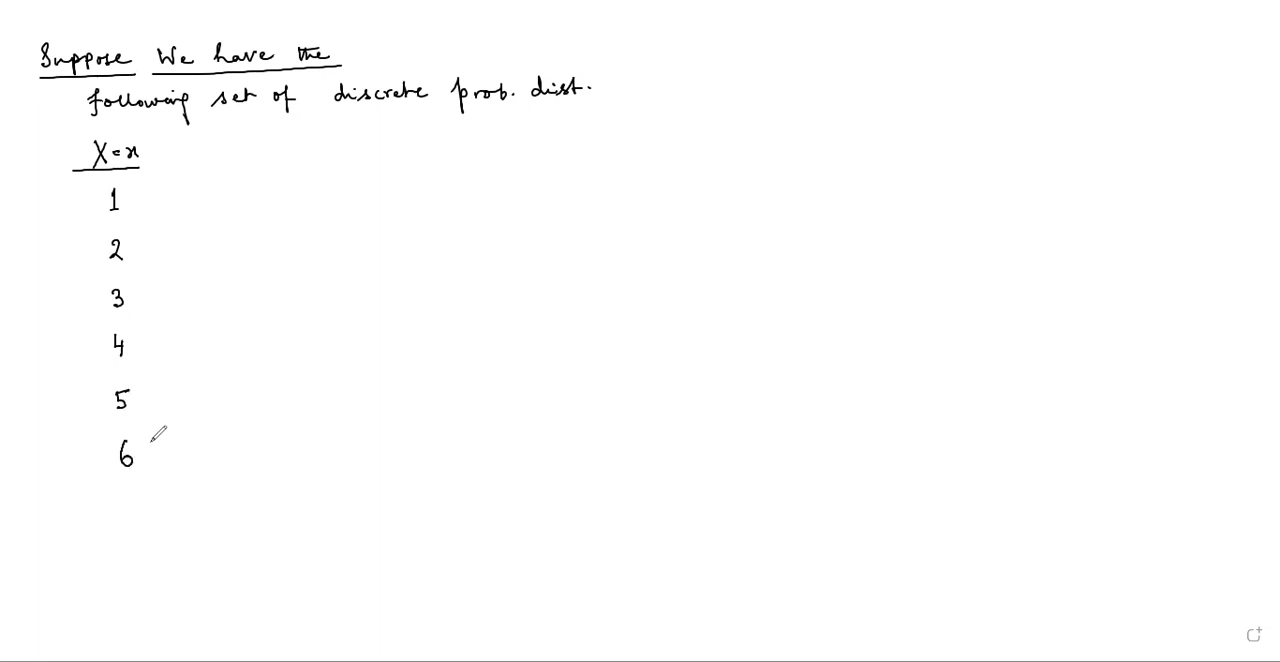 Suppose We have the
following set of discrete prob. dist.
X=x
1
2
3
4
5
6